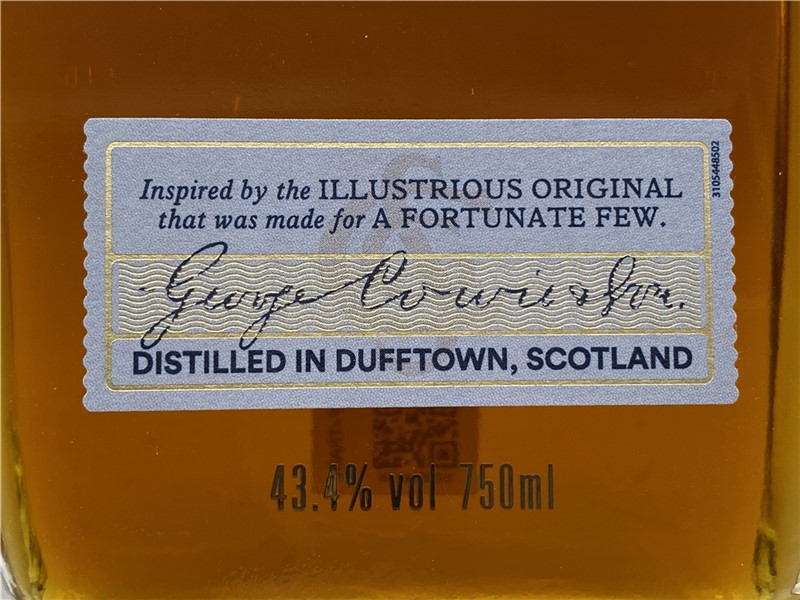 Inspired by the ILLUSTRIOUS ORIGINAL
that was made for A FORTUNATE FEW.
George Cowie & Son.
DISTILLED IN DUFFTOWN, SCOTLAND
3105448502
43.4% vol 750ml